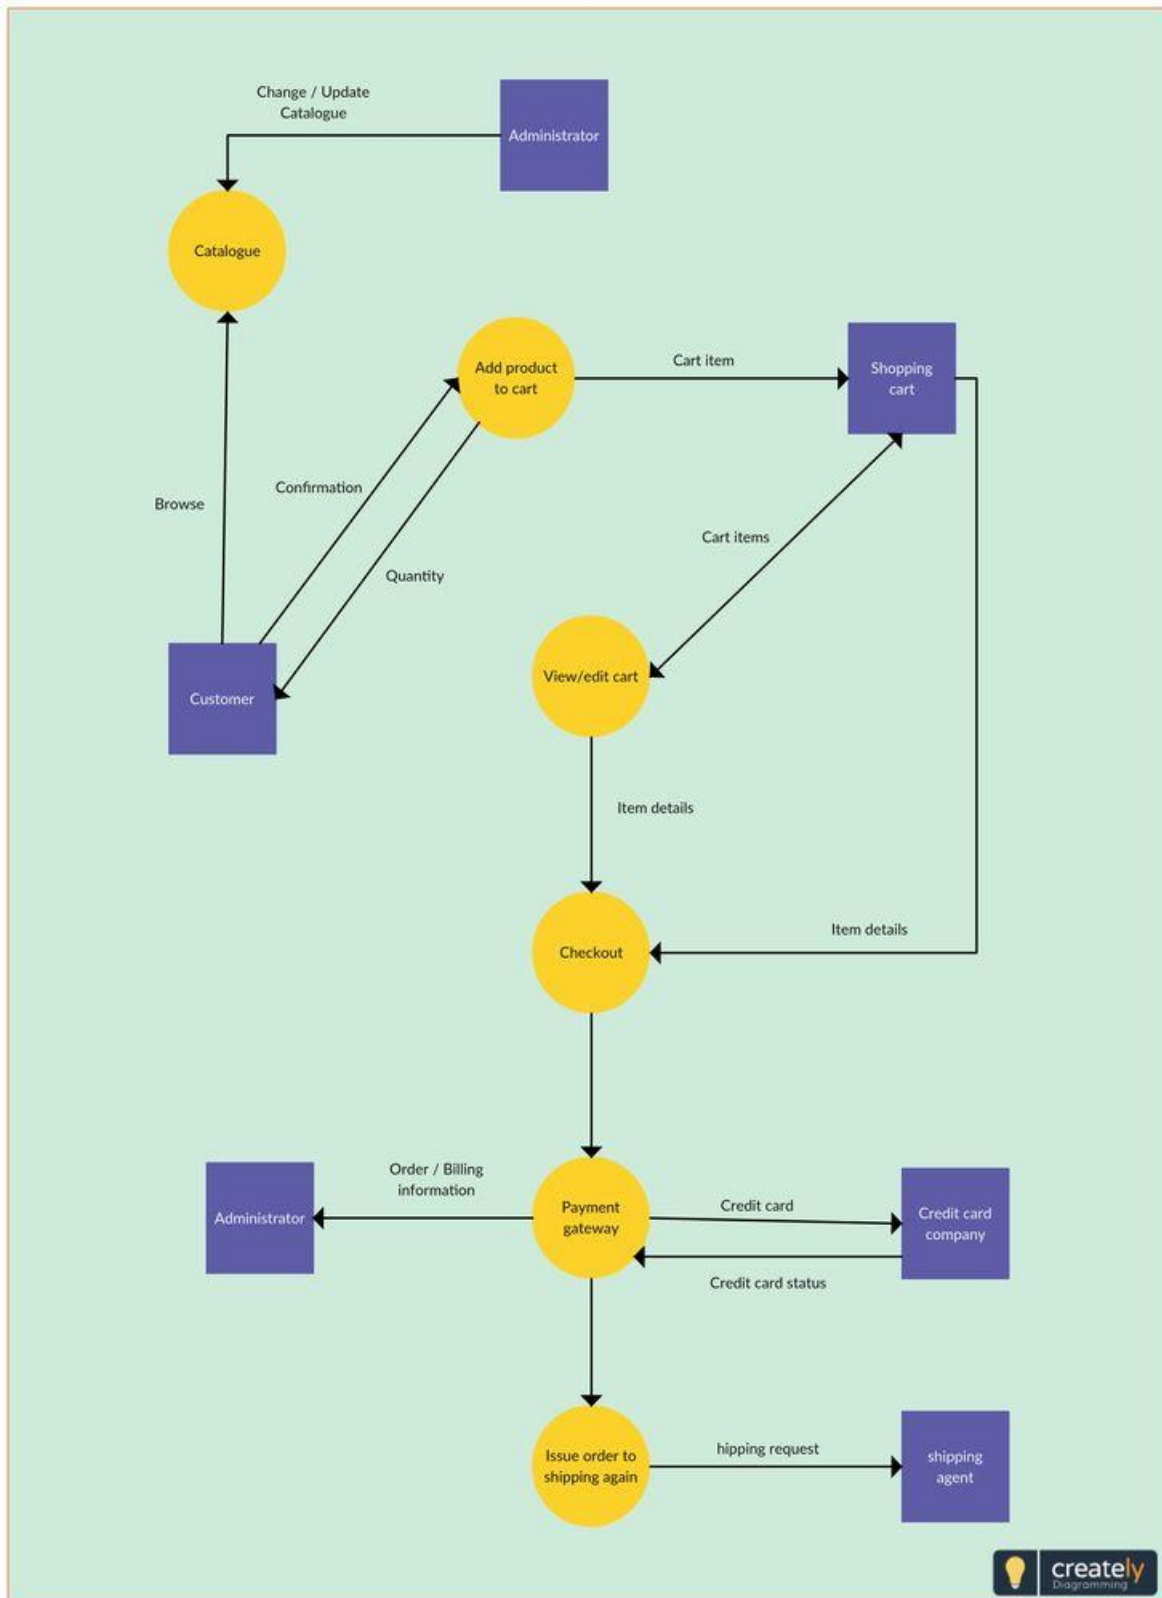 Change / Update
Catalogue
Administrator
Catalogue
Add product
to cart
Cart item
Shopping
cart
Confirmation
Browse
Quantity
Cart items
Customer
View/edit cart
Item details
Item details
Checkout
Order / Billing
information
Administrator
Payment
gateway
Credit card
Credit card
company
Credit card status
Issue order to
shipping again
hipping request
shipping
agent
creately
Diagramming